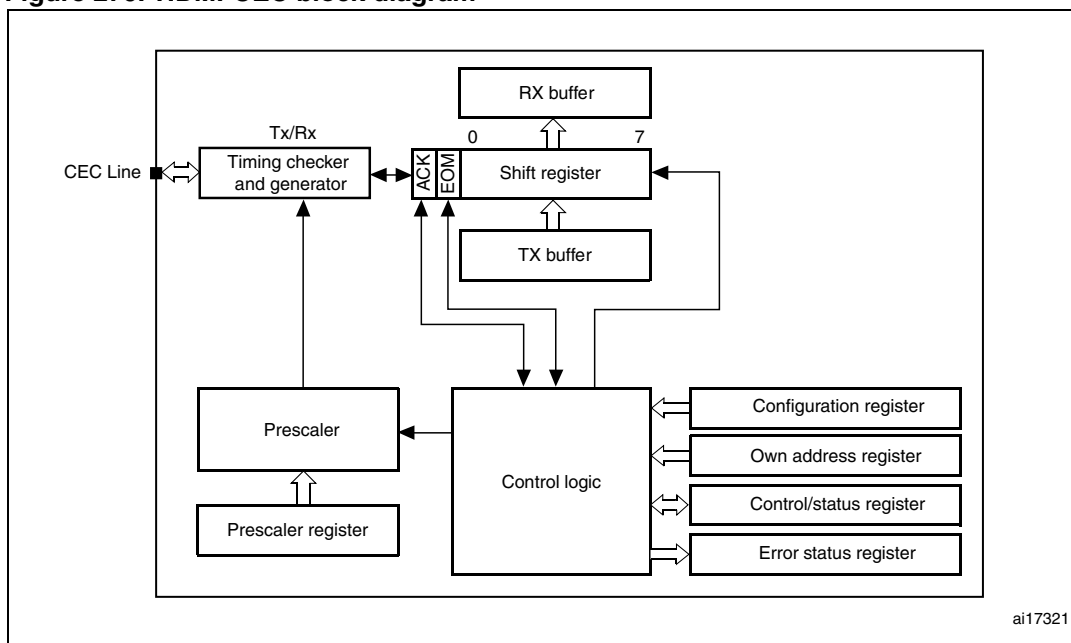 HDMI-CEC block diagram
RX buffer
Tx/Rx
0
7
CEC Line
Timing checker
and generator
ACK
EOM
Shift register
TX buffer
Prescaler
Prescaler register
Control logic
Configuration register
Own address register
Control/status register
Error status register
ai17321